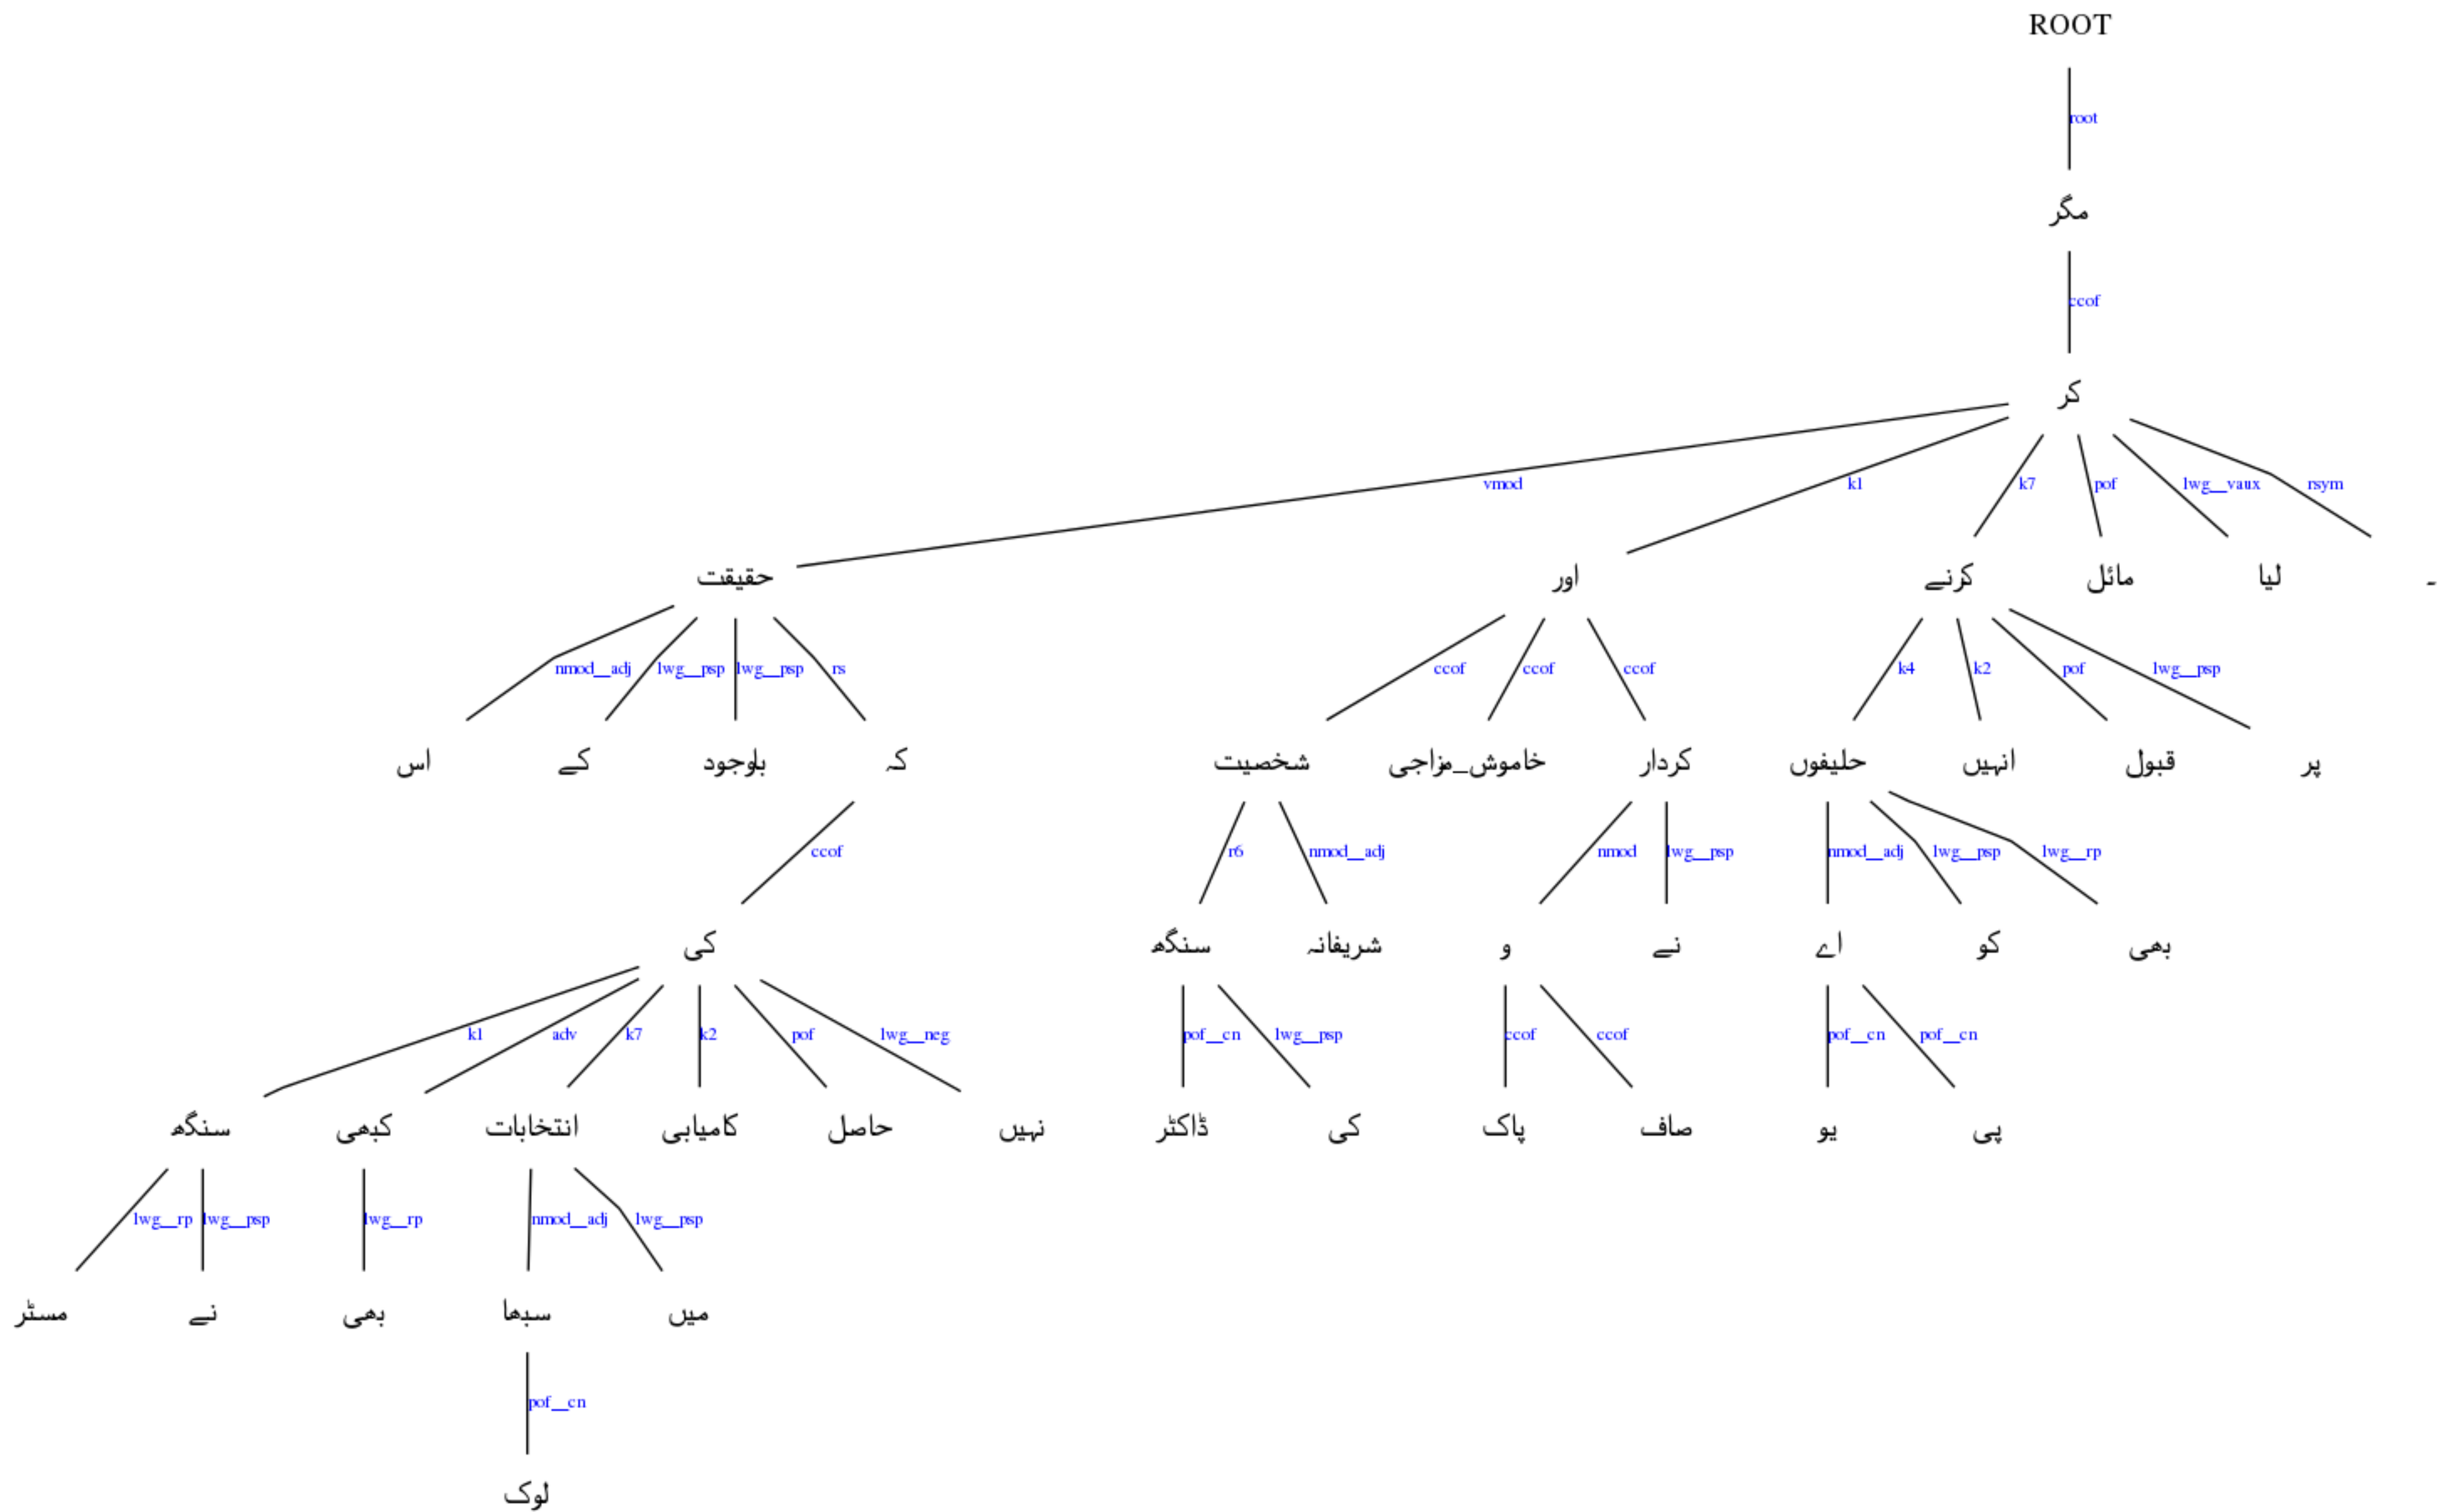 ROOT
root
مگر
ccof
کر
vmod k1 k7 pof lwg__vaux rsym
حقیقت اور کرنے مائل لیا ۔
nmod__adj lwg__psp lwg__psp rs ccof ccof ccof k4 k2 pof lwg__psp
اس کے باوجود کہ شخصیت خاموش_مزاجی کردار حلیفوں انہیں قبول پر
ccof r6 nmod__adj nmod lwg__psp nmod__adj lwg__psp lwg__rp
کی سنگھ شریفانہ و نے اے کو بھی
k1 adv k7 k2 pof lwg__neg pof__cn lwg__psp ccof ccof pof__cn pof__cn
سنگھ کبھی انتخابات کامیابی حاصل نہیں ڈاکٹر کی پاک صاف یو پی
lwg__rp lwg__psp lwg__rp nmod__adj lwg__psp
مسٹر نے بھی سبھا میں
pof__cn
لوک